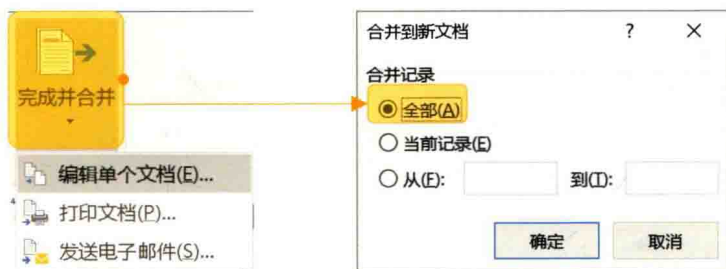 完成并合并
编辑单个文档(E)...
打印文档(P)...
发送电子邮件(S)...
合并到新文档 ? ×
合并记录
全部(A)
当前记录(E)
从(F): 到(T):
确定 取消